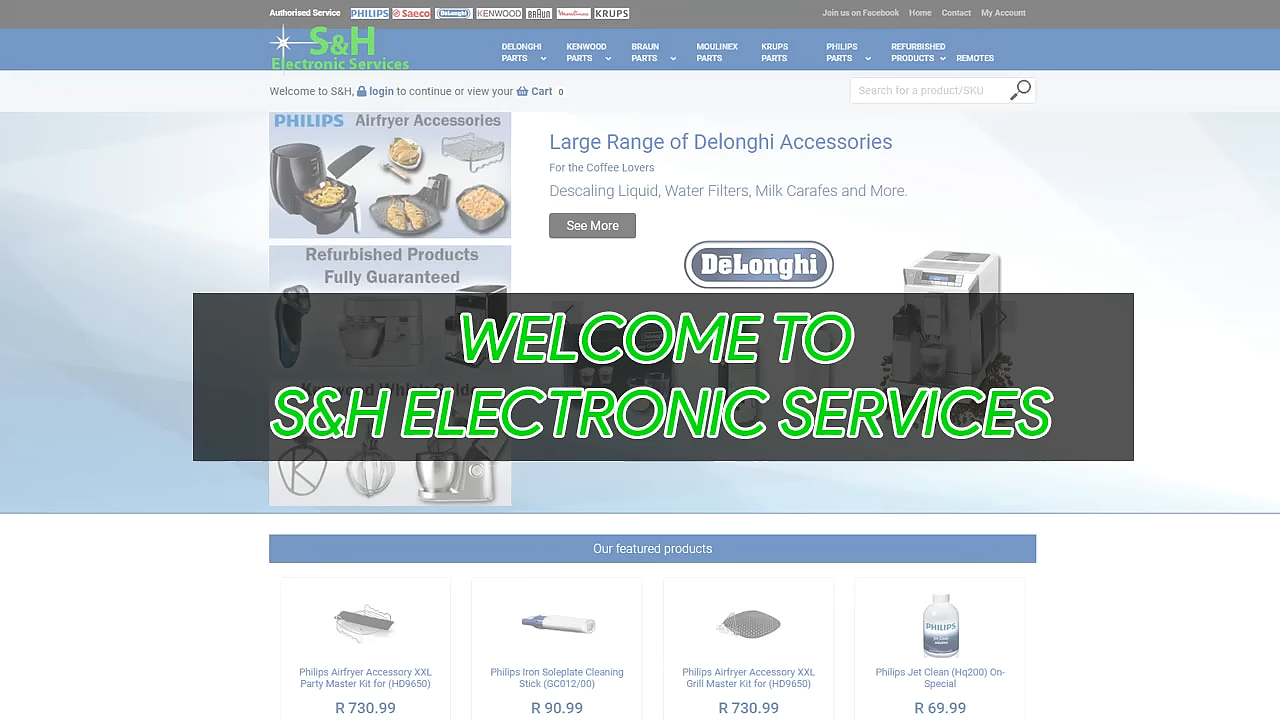 Authorised Service PHILIPS Saeco DeLonghi KENWOOD BRAUN Moulinex KRUPS
Join us on Facebook Home Contact My Account
S&H
Electronic Services
DELONGHI PARTS
KENWOOD PARTS
BRAUN PARTS
MOULINEX PARTS
KRUPS PARTS
PHILIPS PARTS
REFURBISHED PRODUCTS
REMOTES
Welcome to S&H, login to continue or view your Cart 0
Search for a product/SKU
PHILIPS Airfryer Accessories
Large Range of Delonghi Accessories
For the Coffee Lovers
Descaling Liquid, Water Filters, Milk Carafes and More.
See More
DeLonghi
Refurbished Products
Fully Guaranteed
WELCOME TO
S&H ELECTRONIC SERVICES
Our featured products
PHILIPS
Philips Airfryer Accessory XXL
Party Master Kit for (HD9650)
R 730.99
Philips Iron Soleplate Cleaning
Stick (GC012/00)
R 90.99
Philips Airfryer Accessory XXL
Grill Master Kit for (HD9650)
R 730.99
Philips Jet Clean (Hq200) On-
Special
R 69.99